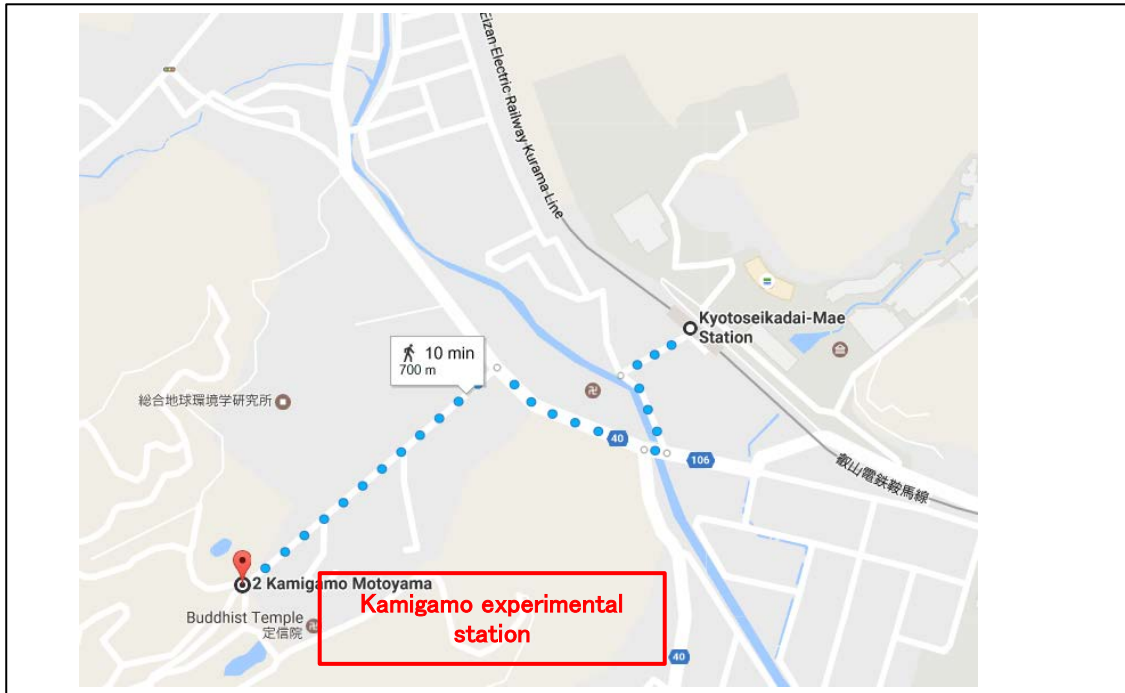 Eizan Electric Railway Kurama Line
Kyotoseikadai-Mae
Station
10 min
700 m
総合地球環境学研究所
40
106
叡山電鉄鞍馬線
2 Kamigamo Motoyama
Buddhist Temple
定信院
Kamigamo experimental
station
40